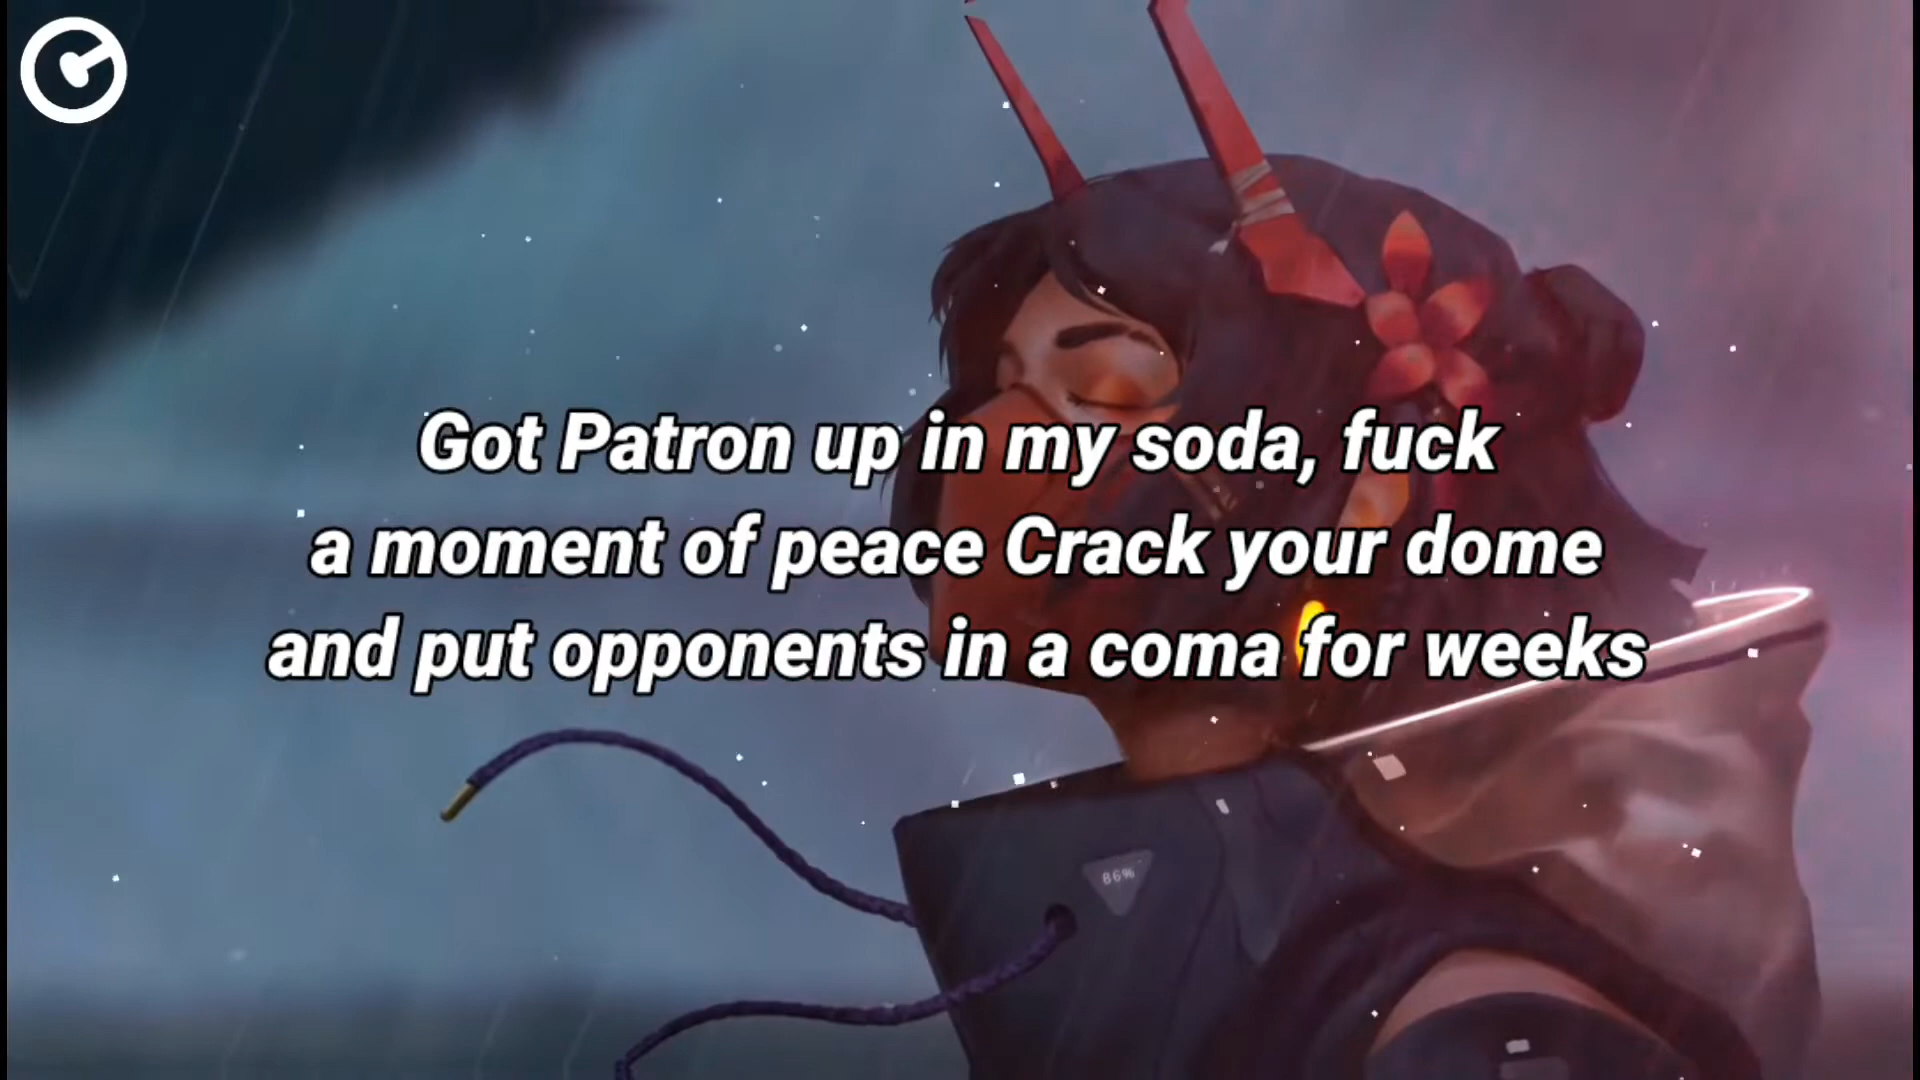 Got Patron up in my soda, fuck
a moment of peace Crack your dome
and put opponents in a coma for weeks
86%